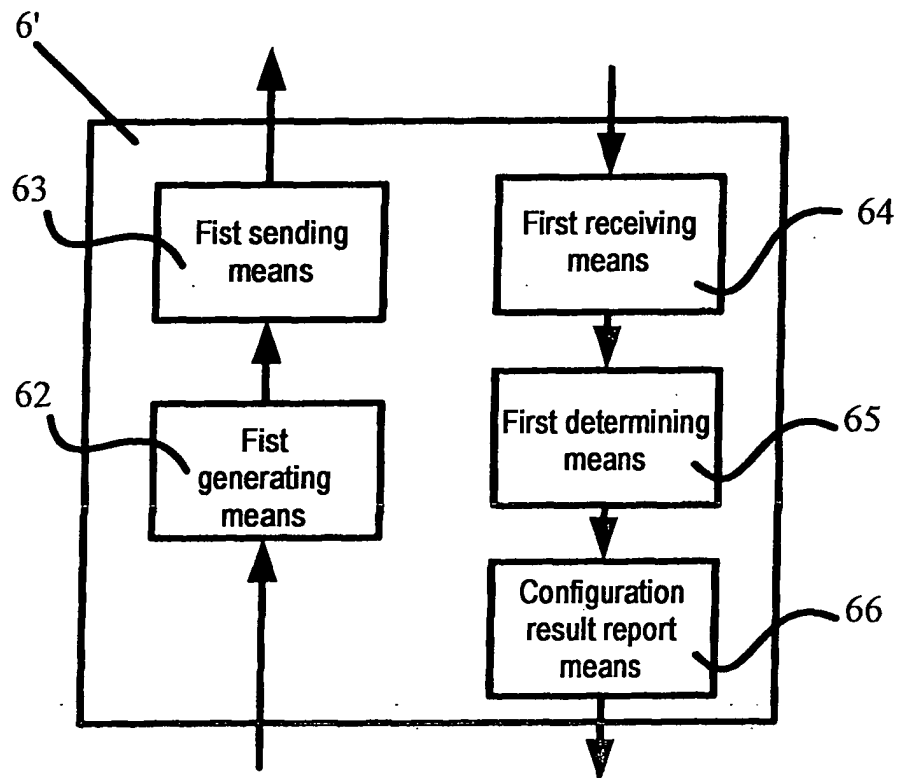 6'
63
Fist sending
means
First receiving
means
64
62
Fist
generating
means
First determining
means
65
Configuration
result report
means
66